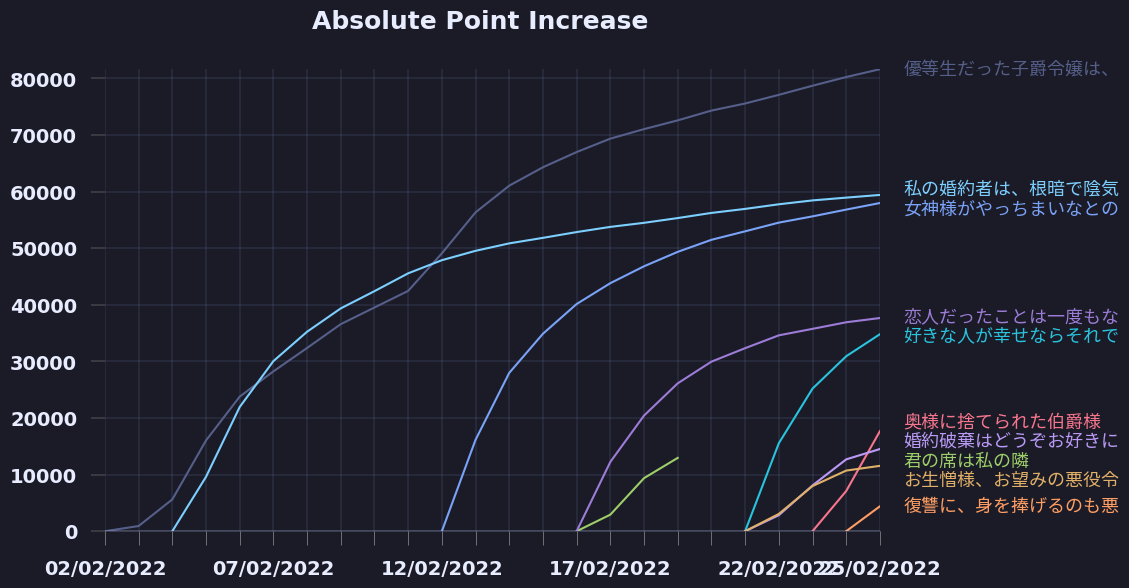 Absolute Point Increase
80000
70000
60000
50000
40000
30000
20000
10000
0
02/02/2022
07/02/2022
12/02/2022
17/02/2022
22/02/2022
25/02/2022
優等生だった子爵令嬢は、
私の婚約者は、根暗で陰気
女神様がやっちまいなとの
恋人だったことは一度もな
好きな人が幸せならそれで
奥様に捨てられた伯爵様
婚約破棄はどうぞお好きに
君の席は私の隣
お生憎様、お望みの悪役令
復讐に、身を捧げるのも悪